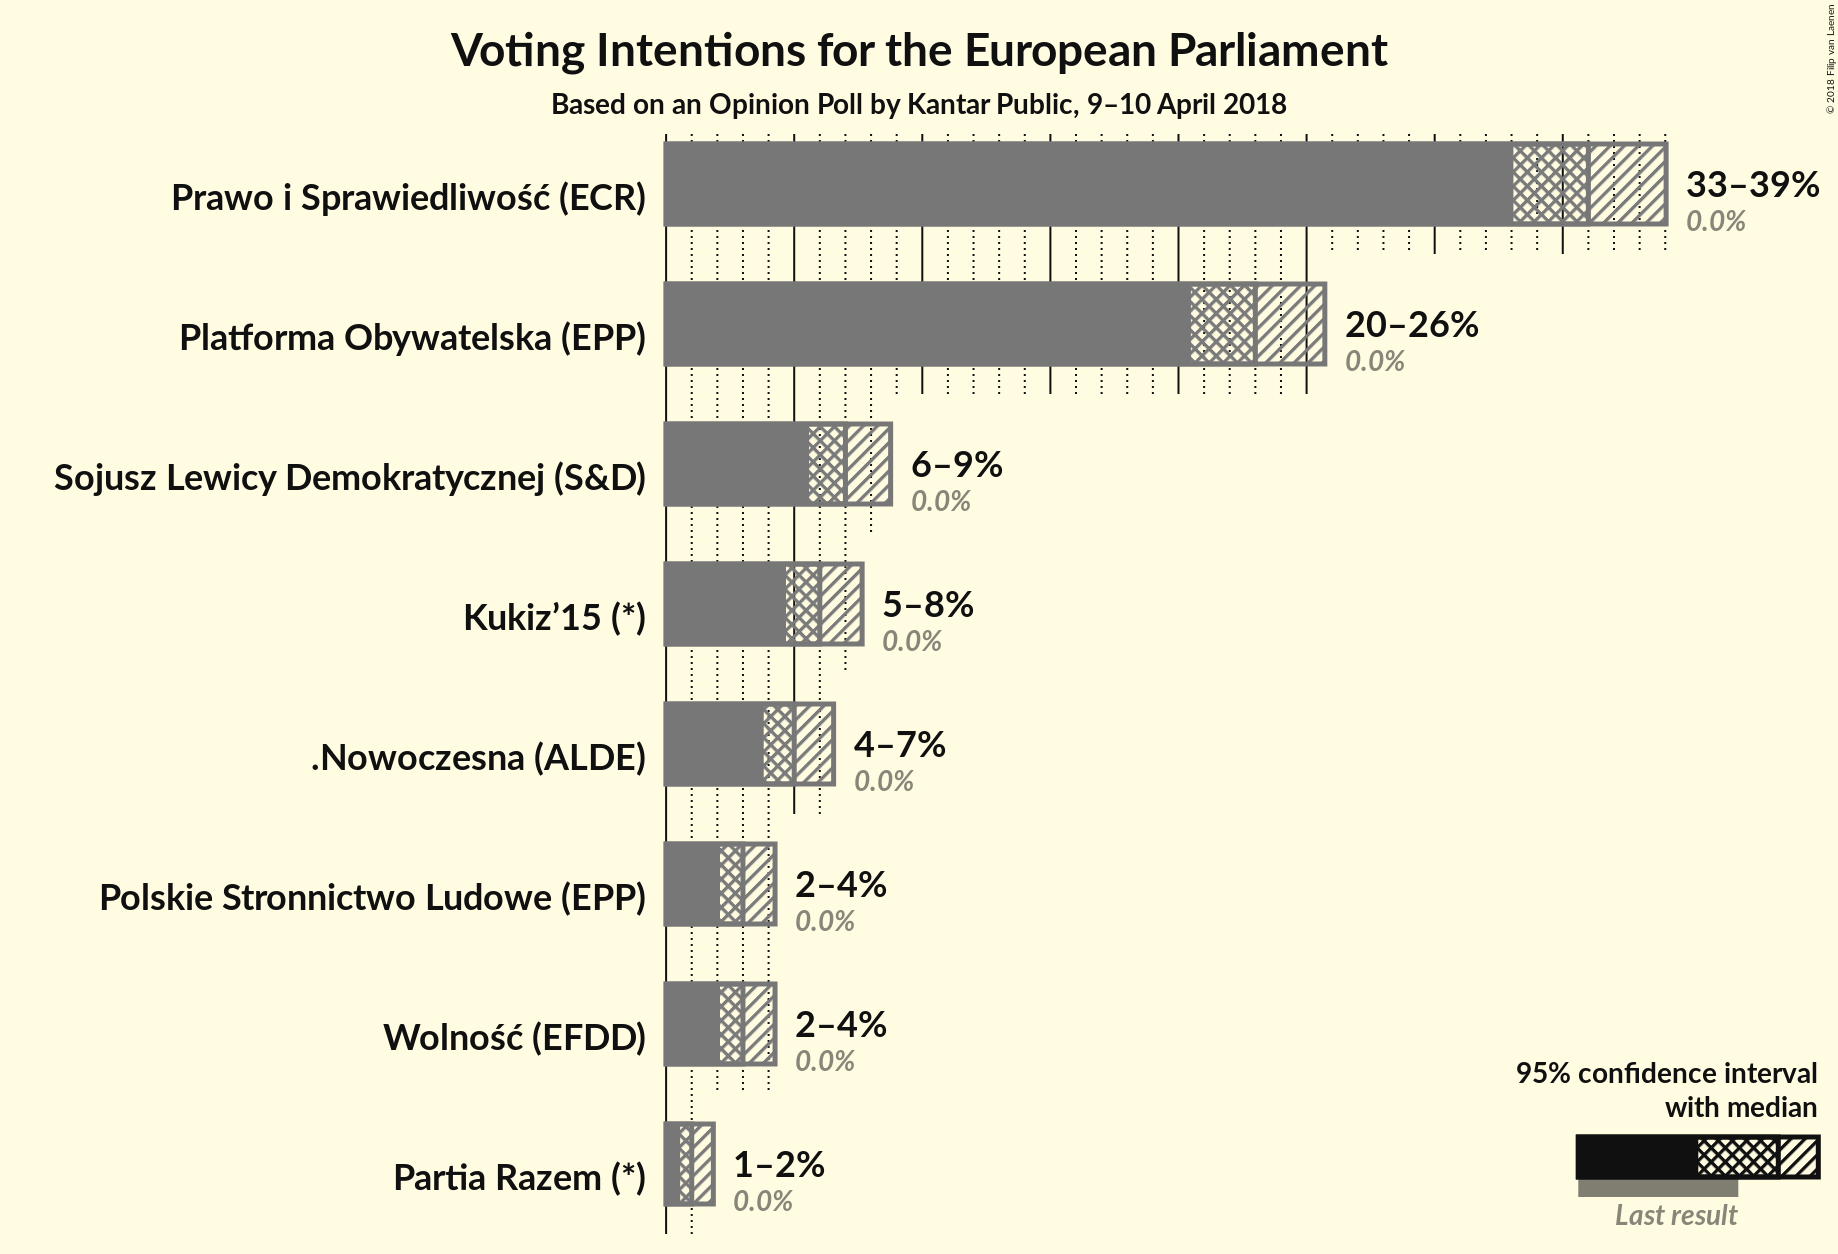 Voting Intentions for the European Parliament
Based on an Opinion Poll by Kantar Public, 9–10 April 2018
© 2018 Filip van Laenen
Prawo i Sprawiedliwość (ECR)
33–39%
0.0%
Platforma Obywatelska (EPP)
20–26%
0.0%
Sojusz Lewicy Demokratycznej (S&D)
6–9%
0.0%
Kukiz’15 (*)
5–8%
0.0%
.Nowoczesna (ALDE)
4–7%
0.0%
Polskie Stronnictwo Ludowe (EPP)
2–4%
0.0%
Wolność (EFDD)
2–4%
0.0%
Partia Razem (*)
1–2%
0.0%
95% confidence interval
with median
Last result